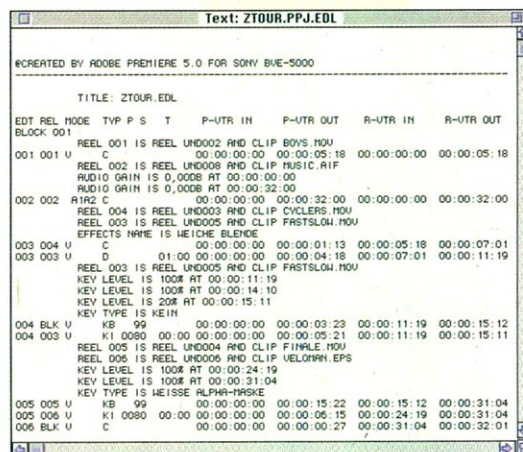 Text: ZTOUR.PPJ.EDL
@CREATED BY ADOBE PREMIERE 5.0 FOR SONY BVE-5000
TITLE: ZTOUR.EDL
EDT REL MODE TYP P S T P-VTR IN P-VTR OUT R-VTR IN R-VTR OUT
BLOCK 001
REEL 001 IS REEL UND002 AND CLIP BOYS.MOV
001 001 V C 00:00:00:00 00:00:05:18 00:00:00:00 00:00:05:18
REEL 002 IS REEL UND008 AND CLIP MUSIC.AIF
AUDIO GAIN IS 0,00DB AT 00:00:00:00
AUDIO GAIN IS 0,00DB AT 00:00:32:00
002 002 A1A2 C 00:00:00:00 00:00:32:00 00:00:00:00 00:00:32:00
REEL 004 IS REEL UND003 AND CLIP CYCLERS.MOV
REEL 003 IS REEL UND005 AND CLIP FASTSLOW.MOV
EFFECTS NAME IS WEICHE BLENDE
003 004 V C 00:00:00:00 00:00:01:13 00:00:05:18 00:00:07:01
003 003 V D 01:00 00:00:00:00 00:00:04:18 00:00:07:01 00:00:11:19
REEL 003 IS REEL UND005 AND CLIP FASTSLOW.MOV
KEY LEVEL IS 100% AT 00:00:11:19
KEY LEVEL IS 100% AT 00:00:14:10
KEY LEVEL IS 20% AT 00:00:15:11
KEY TYPE IS KEIN
004 BLK V KB 99 00:00:00:00 00:00:03:23 00:00:11:19 00:00:15:12
004 003 V KI 0080 00:00 00:00:00:00 00:00:05:21 00:00:11:19 00:00:15:11
REEL 005 IS REEL UND004 AND CLIP FINALE.MOV
REEL 006 IS REEL UND006 AND CLIP VELOMAN.EPS
KEY LEVEL IS 100% AT 00:00:24:19
KEY LEVEL IS 100% AT 00:00:31:04
KEY TYPE IS WEISSE ALPHA-MASKE
005 005 V KB 99 00:00:00:00 00:00:15:22 00:00:15:12 00:00:31:04
005 006 V KI 0080 00:00 00:00:00:00 00:00:06:15 00:00:24:19 00:00:31:04
006 BLK V C 00:00:00:00 00:00:00:27 00:00:31:04 00:00:32:01